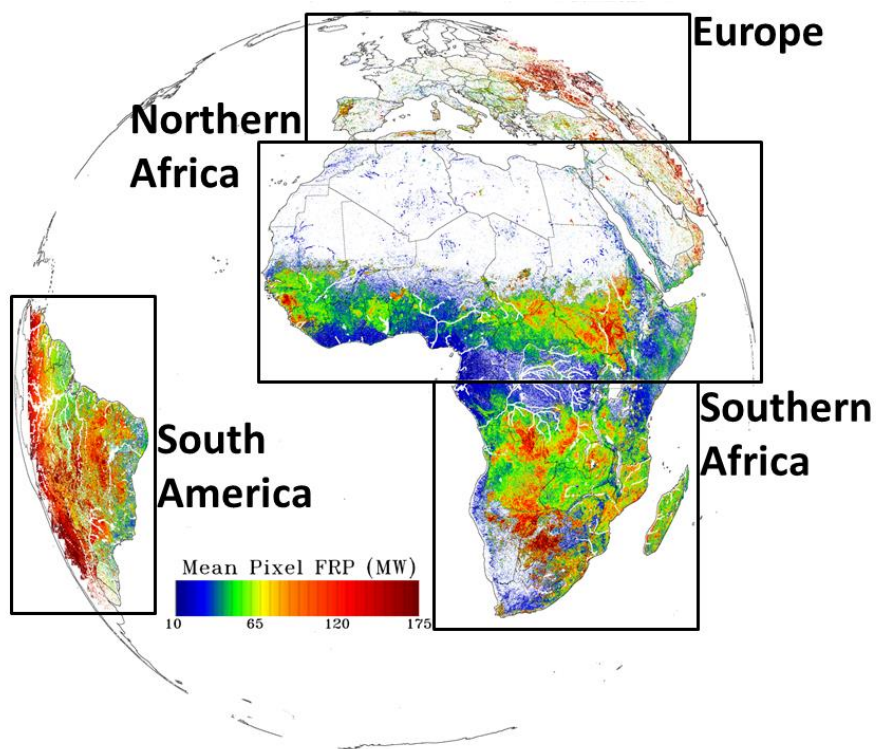 Europe
Northern
Africa
South
America
Southern
Africa
Mean Pixel FRP (MW)
10 65 120 175